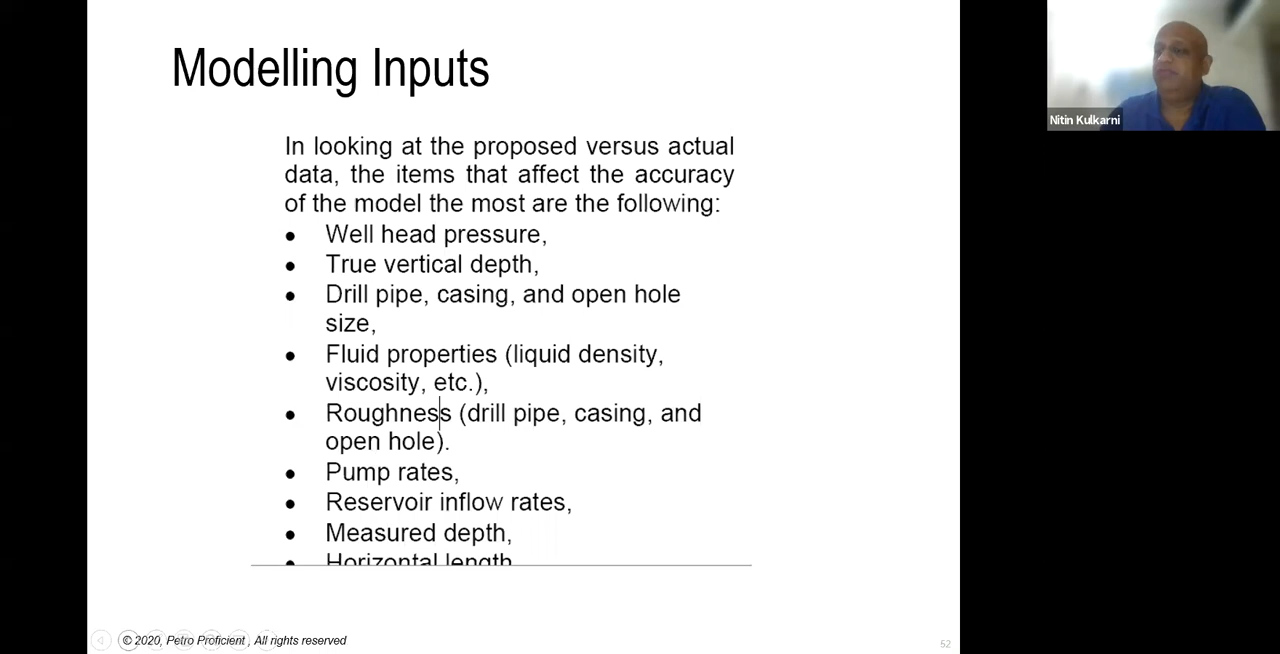 Modelling Inputs
In looking at the proposed versus actual
data, the items that affect the accuracy
of the model the most are the following:
● Well head pressure,
● True vertical depth,
● Drill pipe, casing, and open hole
size,
● Fluid properties (liquid density,
viscosity, etc.),
● Roughness (drill pipe, casing, and
open hole).
● Pump rates,
● Reservoir inflow rates,
● Measured depth,
● Horizontal length
© 2020, Petro Proficient , All rights reserved
52
Nitin Kulkarni